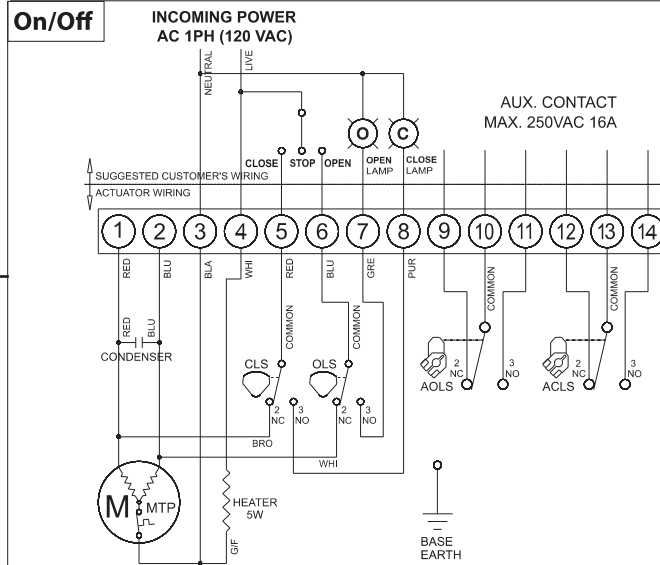 On/Off
INCOMING POWER
AC 1PH (120 VAC)
NEUTRAL
LIVE
AUX. CONTACT
MAX. 250VAC 16A
O
C
CLOSE
STOP
OPEN
OPEN
LAMP
CLOSE
LAMP
SUGGESTED CUSTOMER'S WIRING
ACTUATOR WIRING
1 2 3 4 5 6 7 8 9 10 11 12 13 14
RED
BLU
BLA
WHI
RED
BLU
GRE
PUR
COMMON
COMMON
COMMON
COMMON
RED
BLU
CONDENSER
CLS
OLS
2
NC
3
NO
2
NC
3
NO
AOLS
2
NC
3
NO
ACLS
2
NC
3
NO
BRO
WHI
M
MTP
HEATER
5W
G/F
BASE
EARTH